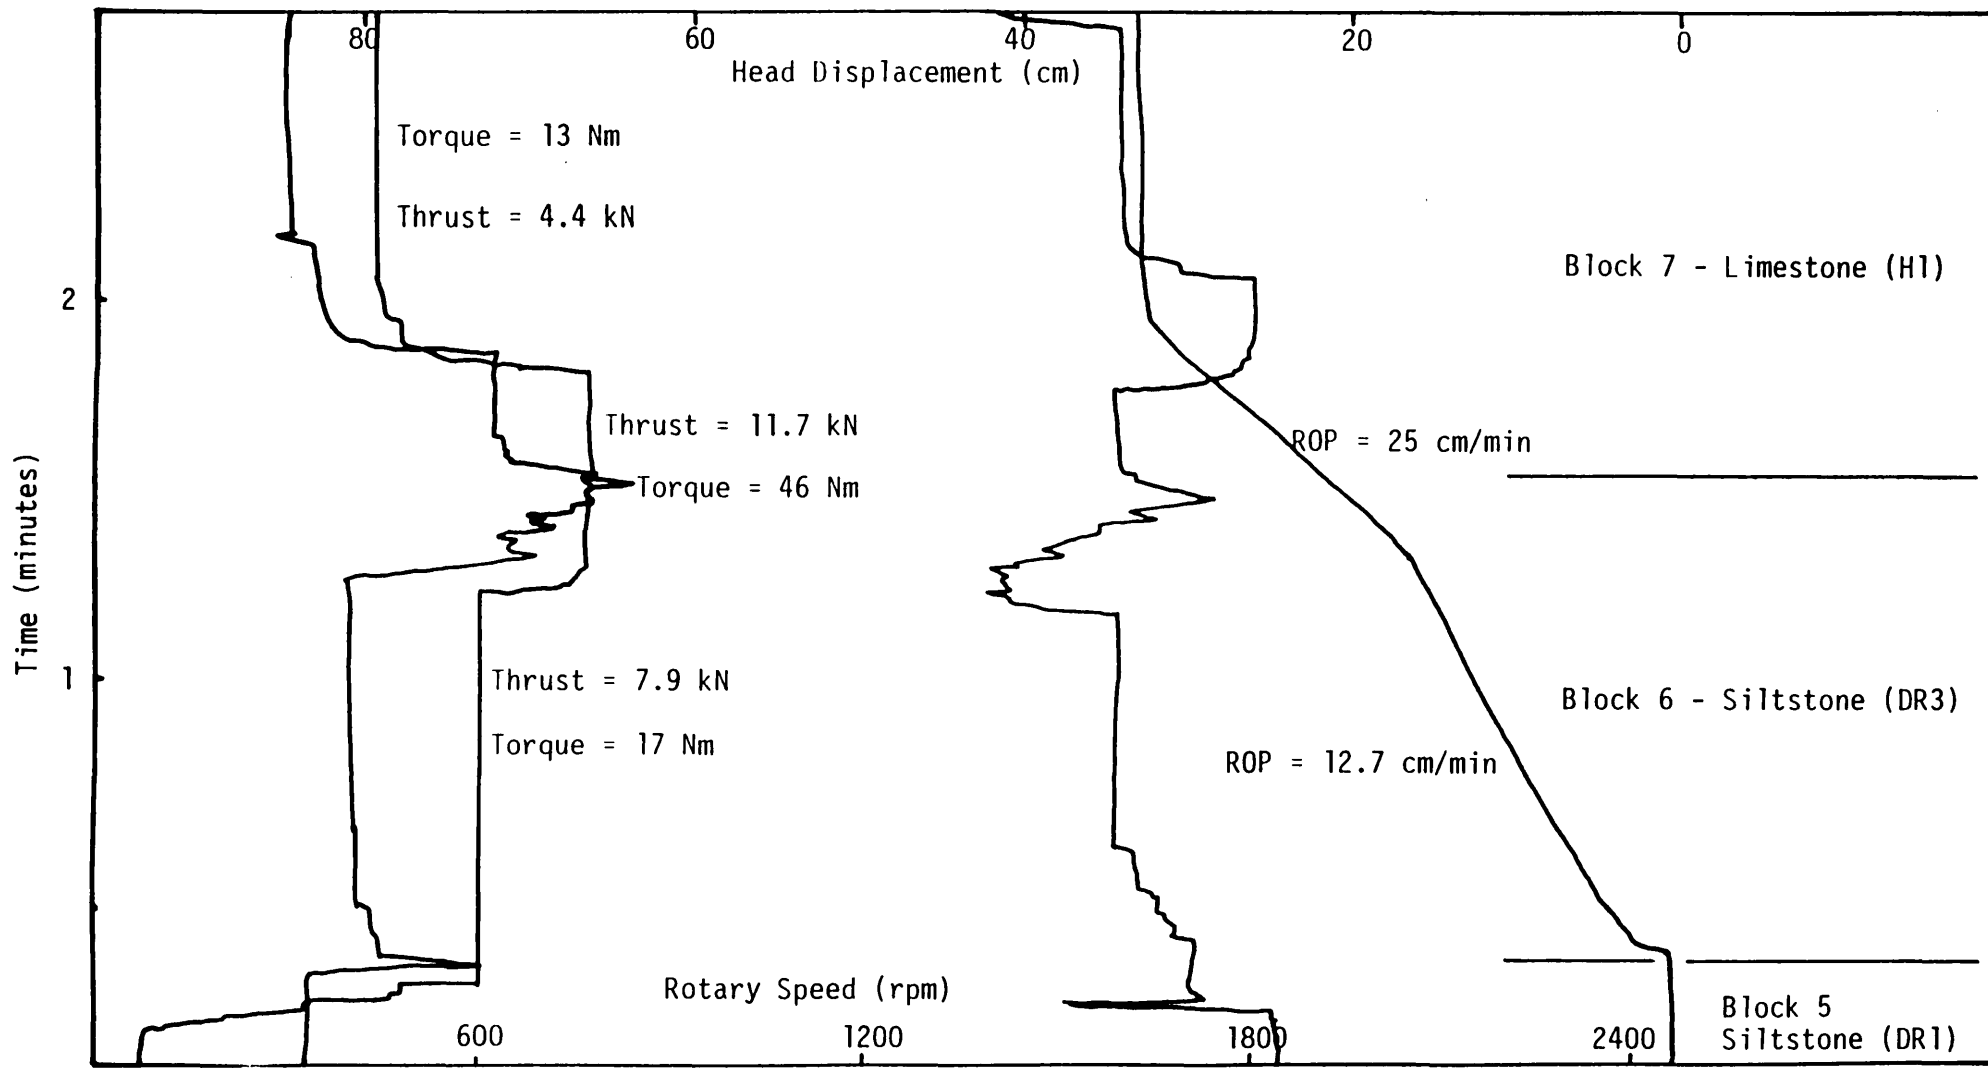 80 60 40 20 0
Head Displacement (cm)
Torque = 13 Nm
Thrust = 4.4 kN
Block 7 - Limestone (H1)
2
Thrust = 11.7 kN
ROP = 25 cm/min
Torque = 46 Nm
Time (minutes)
1
Thrust = 7.9 kN
Block 6 - Siltstone (DR3)
Torque = 17 Nm
ROP = 12.7 cm/min
Rotary Speed (rpm)
Block 5
Siltstone (DR1)
600 1200 1800 2400